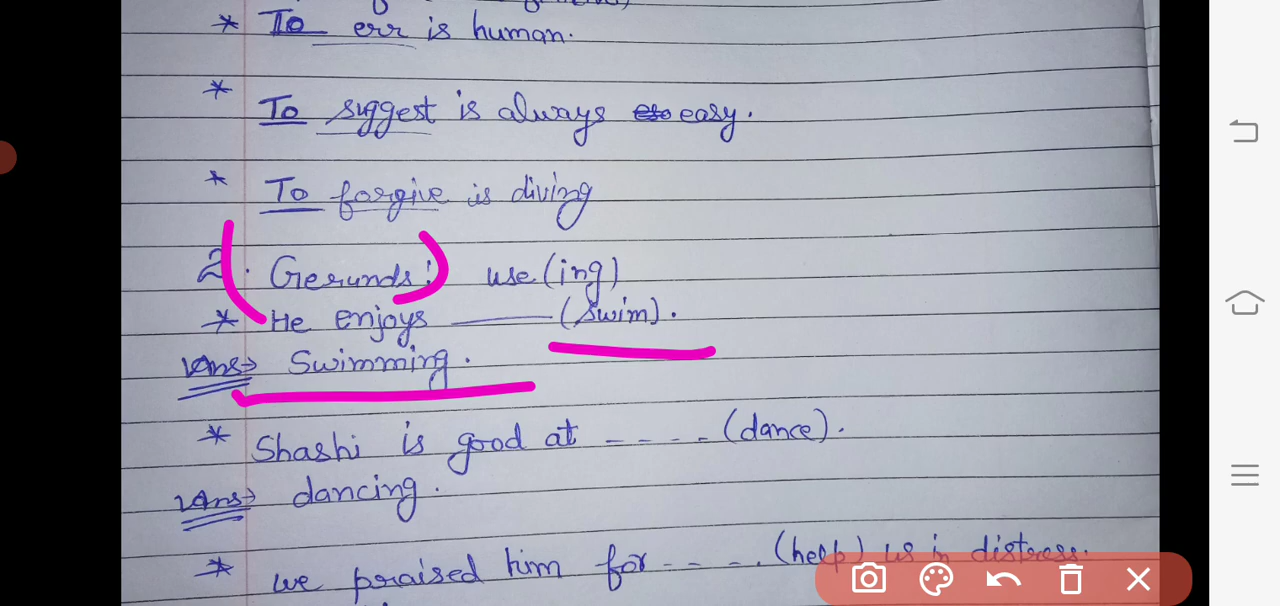 * To err is human.
* To suggest is always easy.
* To forgive is diving
2. Gerunds: use (ing)
* He enjoys ——— (swim).
Ans→ Swimming.
* Shashi is good at ---- (dance).
Ans→ dancing.
* we praised him for ---. (help) us in distress.